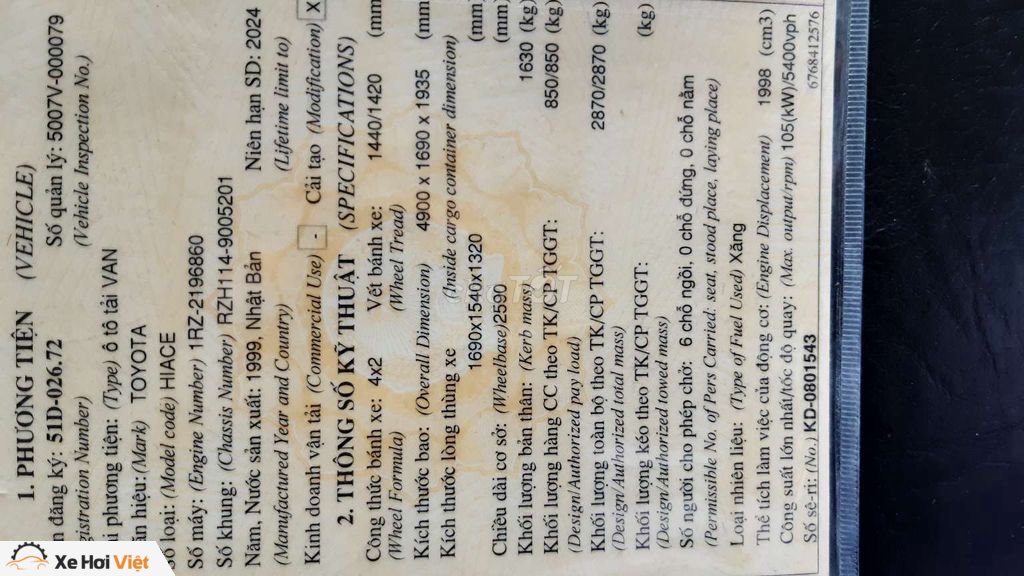 1. PHƯƠNG TIỆN (VEHICLE)
đăng ký: 51D-026.72 Số quản lý: 5007V-000079
Number) (Vehicle Inspection No.)
phương tiện: (Type) ô tô tải VAN
hiệu: (Mark) TOYOTA
loại: (Model code) HIACE
Số máy: (Engine Number) 1RZ-2196860
Số khung: (Chassis Number) RZH114-9005201
Năm, Nước sản xuất: 1999, Nhật Bản Niên hạn SD: 2024
(Manufactured Year and Country) (Lifetime limit to)
Kinh doanh vận tải (Commercial Use) - Cải tạo (Modification) X
2. THÔNG SỐ KỸ THUẬT (SPECIFICATIONS)
Công thức bánh xe: 4x2 Vết bánh xe: 1440/1420 (mm
(Wheel Formula) (Wheel Tread)
Kích thước bao: (Overall Dimension) 4900 x 1690 x 1935 (mm)
Kích thước lòng thùng xe (Inside cargo container dimension)
1690x1540x1320 (mm)
Chiều dài cơ sở: (Wheelbase)2590 (mm)
Khối lượng bản thân: (Kerb mass) 1630 (kg)
Khối lượng hàng CC theo TK/CP TGGT: 850/850 (kg)
(Design/Authorized pay load)
Khối lượng toàn bộ theo TK/CP TGGT: 2870/2870 (kg)
(Design/Authorized total mass)
Khối lượng kéo theo TK/CP TGGT: (kg)
(Design/Authorized towed mass)
Số người cho phép chở: 6 chỗ ngồi, 0 chỗ đứng, 0 chỗ nằm
(Permissible No. of Pers Carried: seat, stood place, laying place)
Loại nhiên liệu: (Type of Fuel Used) Xăng
Thể tích làm việc của động cơ: (Engine Displacement) 1998 (cm3)
Công suất lớn nhất/tốc độ quay: (Max. output/rpm) 105(kW)/5400vph
Số sê-ri: (No.) KD-0801543 6768412576
Xe Hơi Việt